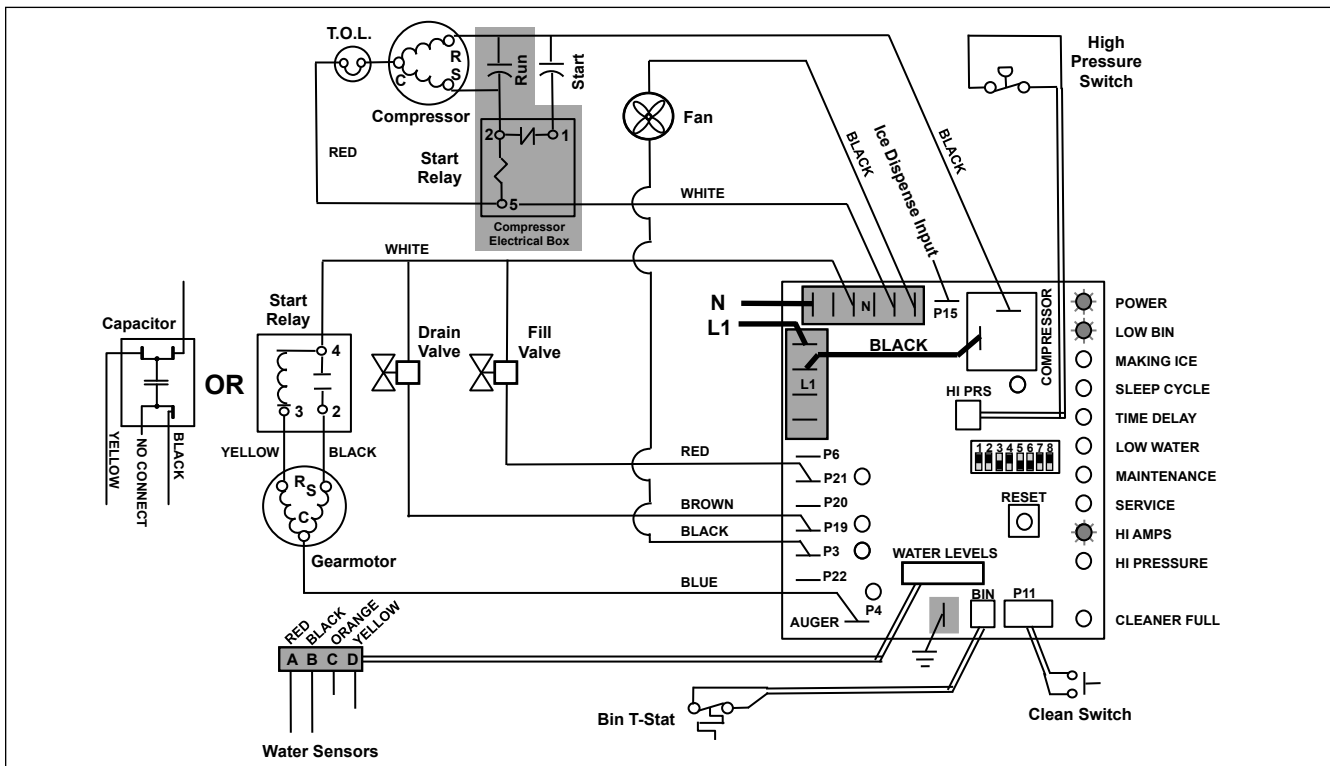 T.O.L.
R
S
C
Compressor
Run
Start
2
1
5
Start
Relay
Compressor
Electrical Box
RED
WHITE
Fan
BLACK
Ice Dispense Input
BLACK
High
Pressure
Switch
WHITE
Capacitor
YELLOW
NO CONNECT
BLACK
OR
Start
Relay
4
3
2
YELLOW
BLACK
R
S
C
Gearmotor
Drain
Valve
Fill
Valve
N
L1
N
P15
L1
BLACK
COMPRESSOR
HI PRS
1 2 3 4 5 6 7 8
RESET
RED
BROWN
BLACK
BLUE
P6
P21
P20
P19
P3
P22
P4
AUGER
WATER LEVELS
BIN
P11
POWER
LOW BIN
MAKING ICE
SLEEP CYCLE
TIME DELAY
LOW WATER
MAINTENANCE
SERVICE
HI AMPS
HI PRESSURE
CLEANER FULL
RED
BLACK
ORANGE
YELLOW
A B C D
Water Sensors
Bin T-Stat
Clean Switch